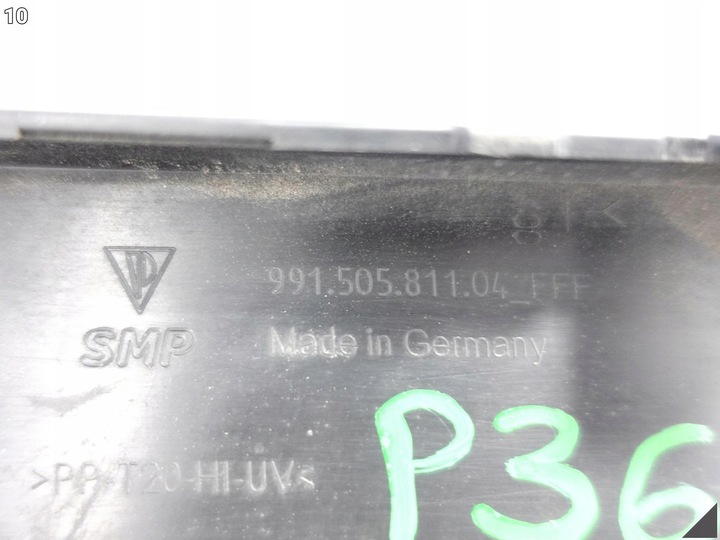 10
991.505.811.04_FFF
SMP
Made in Germany
>PP-T20-HI-UV<
P36